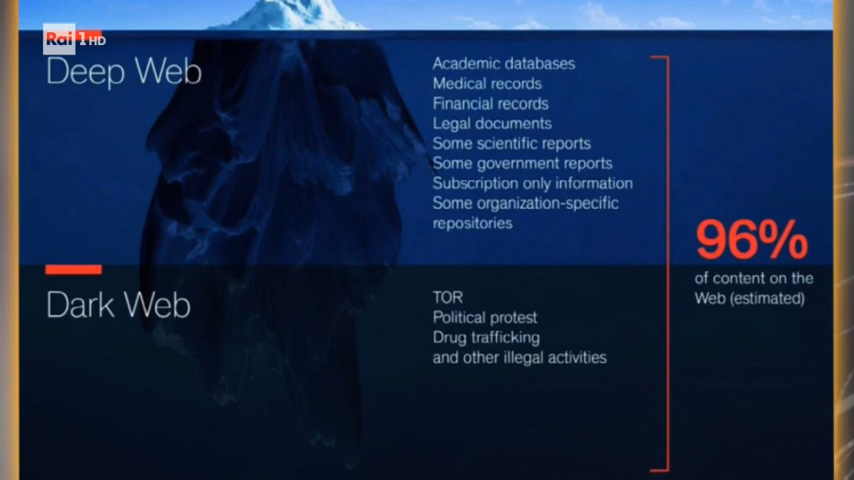 Rai 1 HD
Deep Web
Academic databases
Medical records
Financial records
Legal documents
Some scientific reports
Some government reports
Subscription only information
Some organization-specific
repositories
96%
of content on the
Web (estimated)
Dark Web
TOR
Political protest
Drug trafficking
and other illegal activities